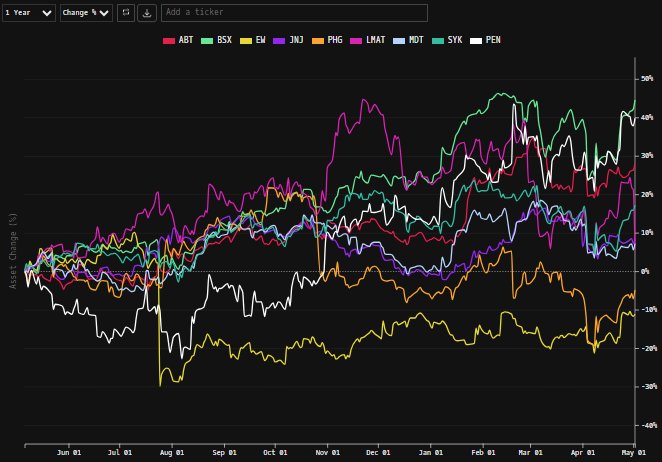 1 Year Change % Add a ticker
ABT BSX EW JNJ PHG LMAT MDT SYK PEN
50%
40%
30%
20%
10%
0%
-10%
-20%
-30%
-40%
Asset Change (%)
Jun 01 Jul 01 Aug 01 Sep 01 Oct 01 Nov 01 Dec 01 Jan 01 Feb 01 Mar 01 Apr 01 May 01